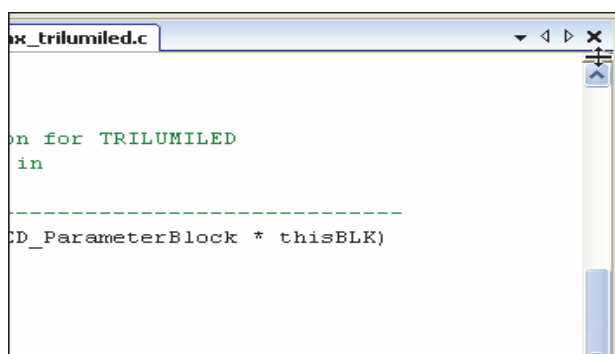 ax_trilumiled.c
on for TRILUMILED
in
------------------------------
CD_ParameterBlock * thisBLK)